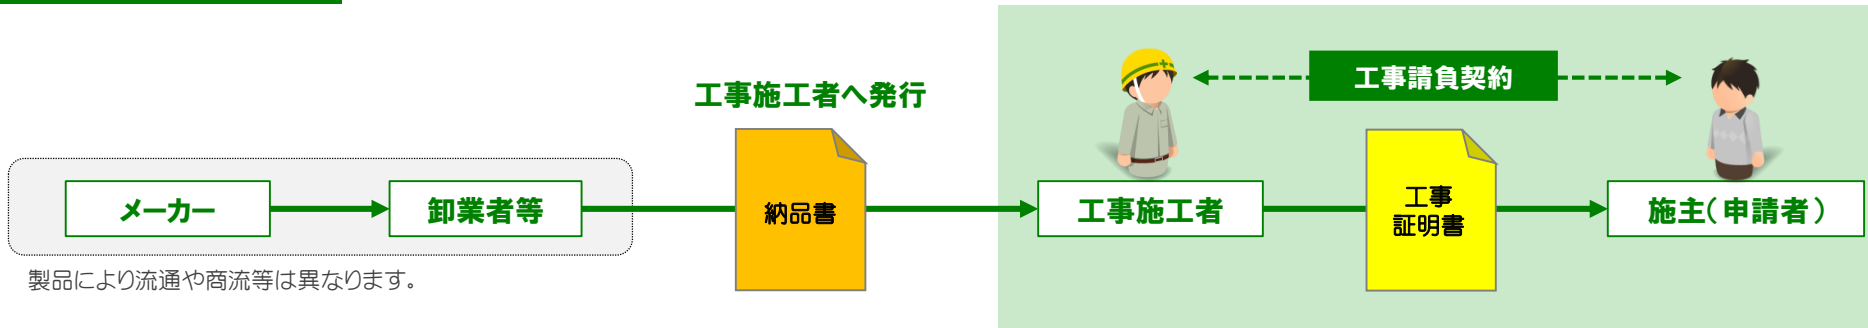 工事施工者へ発行
工事請負契約
メーカー
卸業者等
納品書
工事施工者
工事
証明書
施主(申請者)
製品により流通や商流等は異なります。